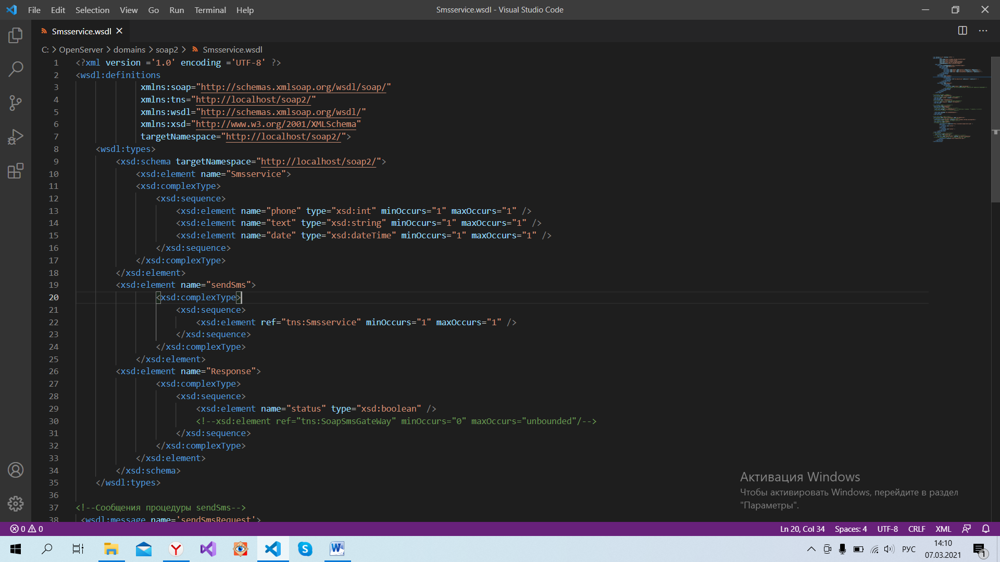 File Edit Selection View Go Run Terminal Help
Smsservice.wsdl - Visual Studio Code
Smsservice.wsdl
C: > OpenServer > domains > soap2 > Smsservice.wsdl
1 <?xml version ='1.0' encoding ='UTF-8' ?>
2 <wsdl:definitions
3 xmlns:soap="http://schemas.xmlsoap.org/wsdl/soap/"
4 xmlns:tns="http://localhost/soap2/"
5 xmlns:wsdl="http://schemas.xmlsoap.org/wsdl/"
6 xmlns:xsd="http://www.w3.org/2001/XMLSchema"
7 targetNamespace="http://localhost/soap2/">
8 <wsdl:types>
9 <xsd:schema targetNamespace="http://localhost/soap2/">
10 <xsd:element name="Smsservice">
11 <xsd:complexType>
12 <xsd:sequence>
13 <xsd:element name="phone" type="xsd:int" minOccurs="1" maxOccurs="1" />
14 <xsd:element name="text" type="xsd:string" minOccurs="1" maxOccurs="1" />
15 <xsd:element name="date" type="xsd:dateTime" minOccurs="1" maxOccurs="1" />
16 </xsd:sequence>
17 </xsd:complexType>
18 </xsd:element>
19 <xsd:element name="sendSms">
20 <xsd:complexType>
21 <xsd:sequence>
22 <xsd:element ref="tns:Smsservice" minOccurs="1" maxOccurs="1" />
23 </xsd:sequence>
24 </xsd:complexType>
25 </xsd:element>
26 <xsd:element name="Response">
27 <xsd:complexType>
28 <xsd:sequence>
29 <xsd:element name="status" type="xsd:boolean" />
30 <!--xsd:element ref="tns:SoapSmsGateWay" minOccurs="0" maxOccurs="unbounded"/-->
31 </xsd:sequence>
32 </xsd:complexType>
33 </xsd:element>
34 </xsd:schema>
35 </wsdl:types>
36
37 <!--Сообщения процедуры sendSms-->
38 <wsdl:message name='sendSmsRequest'>
Активация Windows
Чтобы активировать Windows, перейдите в раздел
"Параметры".
0 0
Ln 20, Col 34 Spaces: 4 UTF-8 CRLF XML
РУС
14:10
07.03.2021
1